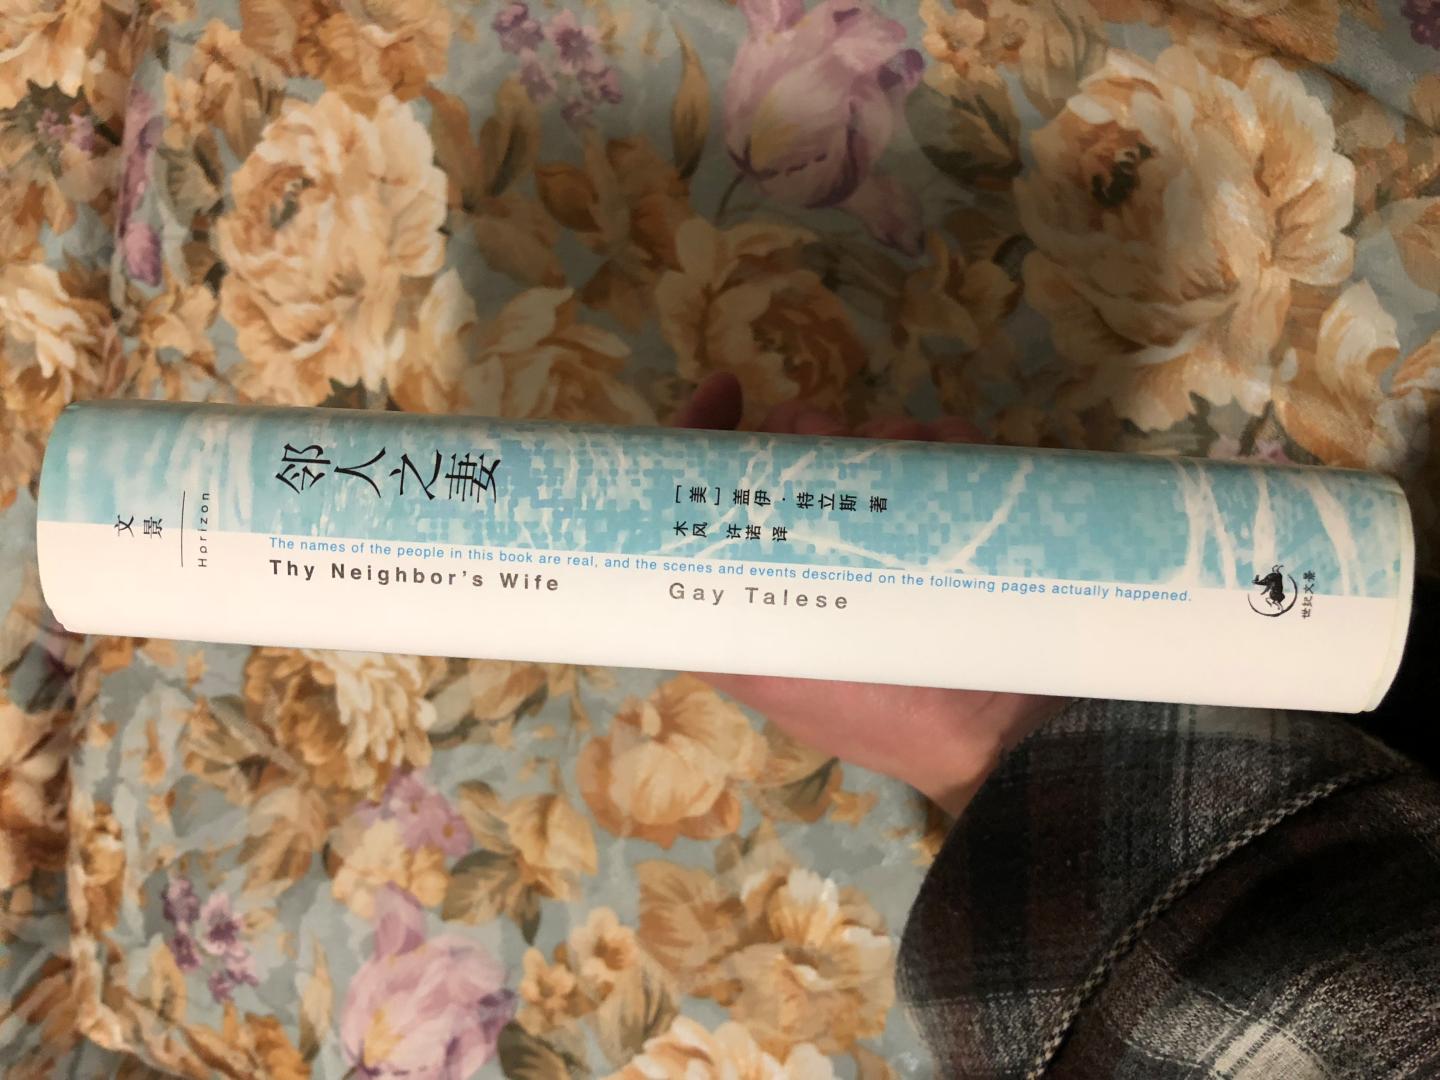 文景
Horizon
邻人之妻
[美]盖伊·特立斯 著
木风 许诺 译
The names of the people in this book are real, and the scenes and events described on the following pages actually happened.
Thy Neighbor's Wife
Gay Talese
世纪文景